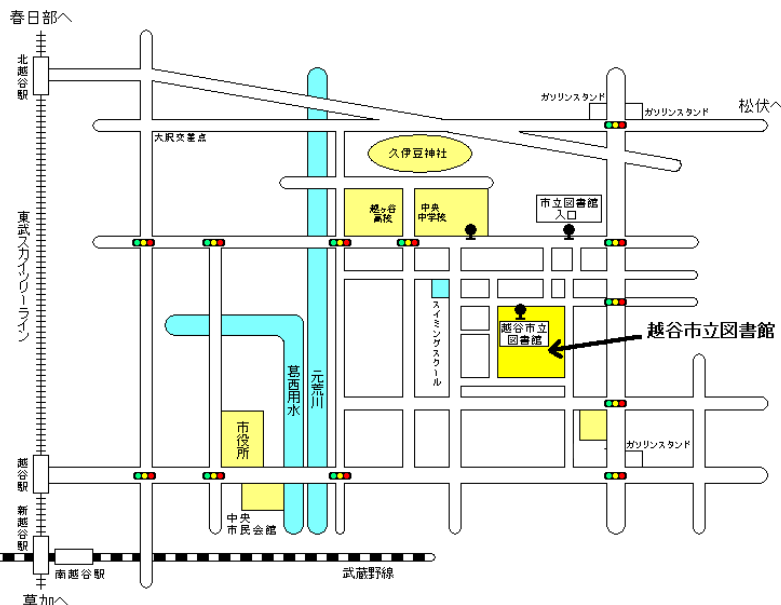 春日部へ
北越谷駅
ガソリンスタンド
ガソリンスタンド
松伏へ
大沢交差点
久伊豆神社
越ヶ谷
高校
中央
中学校
市立図書館
入口
東武スカイツリーライン
スイミングスクール
越谷市立
図書館
越谷市立図書館
葛西用水
元荒川
市役所
ガソリンスタンド
越谷駅
中央
市民会館
新越谷駅
南越谷駅
武蔵野線
草加へ